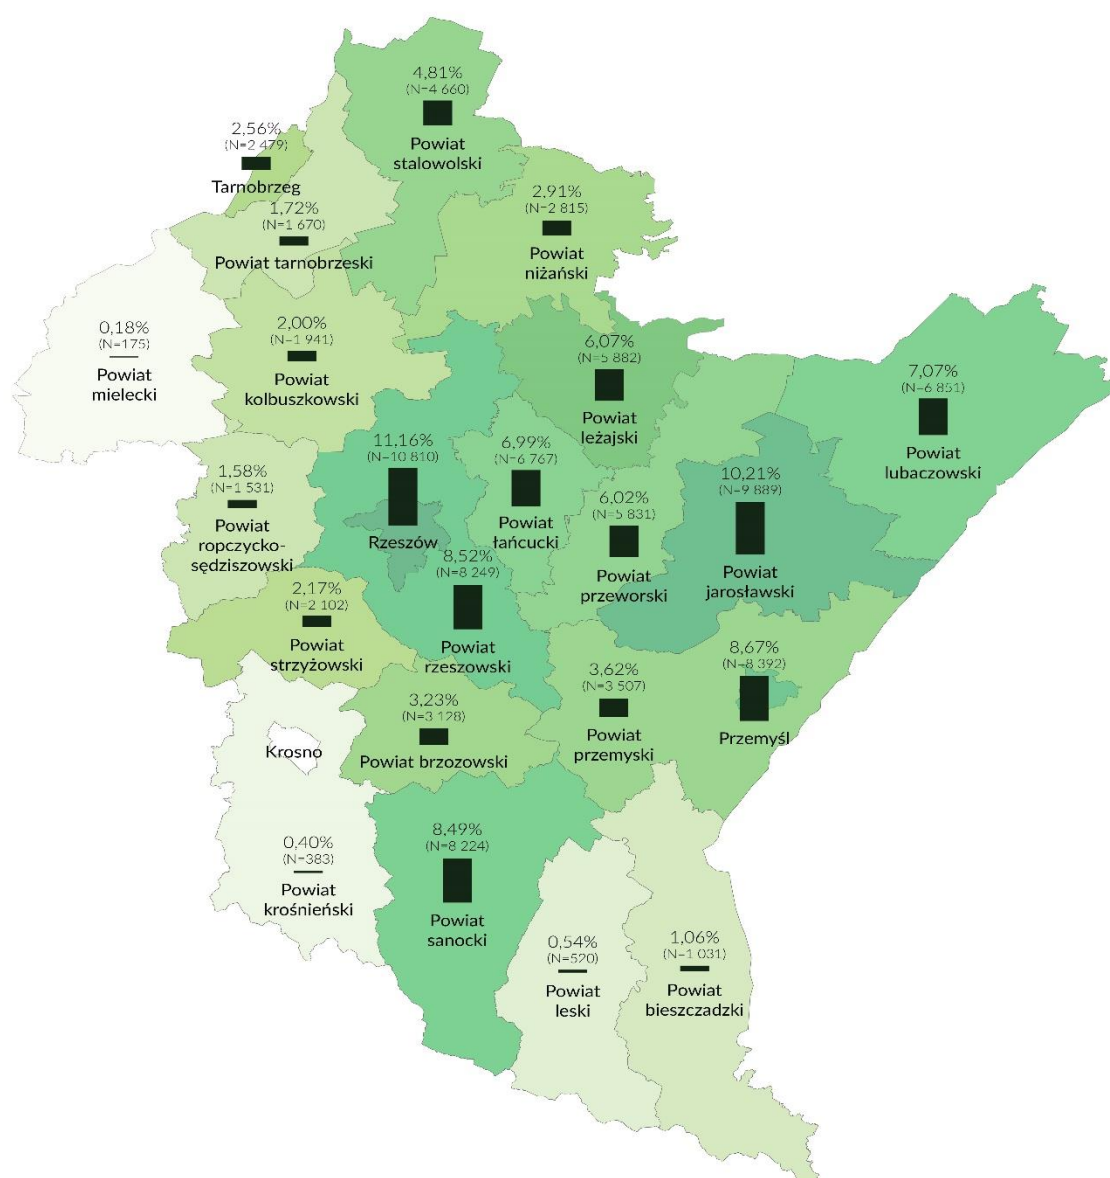 4,81%
(N=4 660)
Powiat
stalowolski
2,56%
(N=2 479)
Tarnobrzeg
1,72%
(N=1 670)
Powiat tarnobrzeski
2,91%
(N=2 815)
Powiat
niżański
0,18%
(N=175)
Powiat
mielecki
2,00%
(N=1 941)
Powiat
kolbuszkowski
6,07%
(N=5 882)
Powiat
leżajski
7,07%
(N=6 851)
Powiat
lubaczowski
1,58%
(N=1 531)
Powiat
ropczycko-
sędziszowski
11,16%
(N=10 810)
Rzeszów
6,99%
(N=6 767)
Powiat
łańcucki
6,02%
(N=5 831)
Powiat
przeworski
10,21%
(N=9 889)
Powiat
jarosławski
8,52%
(N=8 249)
Powiat
rzeszowski
2,17%
(N=2 102)
Powiat
strzyżowski
3,23%
(N=3 128)
Powiat brzozowski
3,62%
(N=3 507)
Powiat
przemyski
8,67%
(N=8 392)
Przemyśl
Krosno
0,40%
(N=383)
Powiat
krośnieński
8,49%
(N=8 224)
Powiat
sanocki
0,54%
(N=520)
Powiat
leski
1,06%
(N=1 031)
Powiat
bieszczadzki